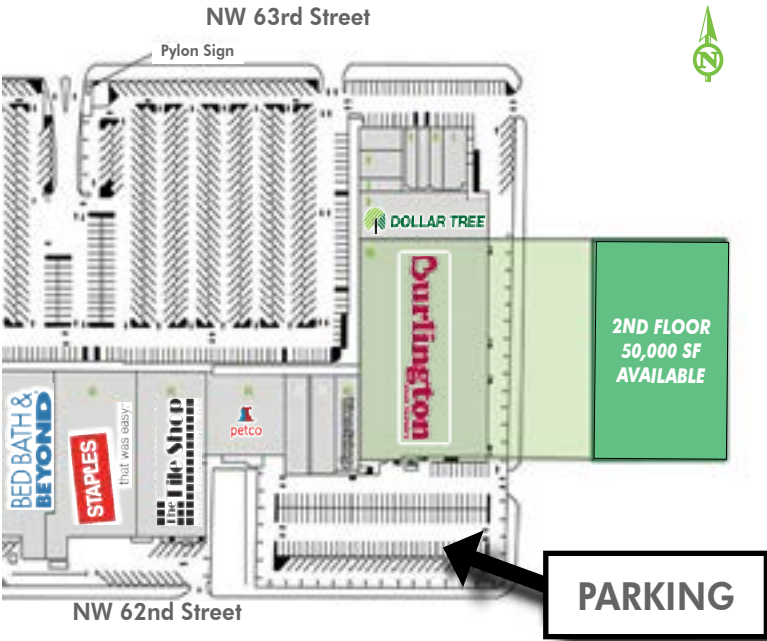 NW 63rd Street
Pylon Sign
N
DOLLAR TREE
Burlington
2ND FLOOR
50,000 SF
AVAILABLE
BED BATH &
BEYOND
STAPLES
that was easy.
The Tile Shop
petco
PARKING
NW 62nd Street